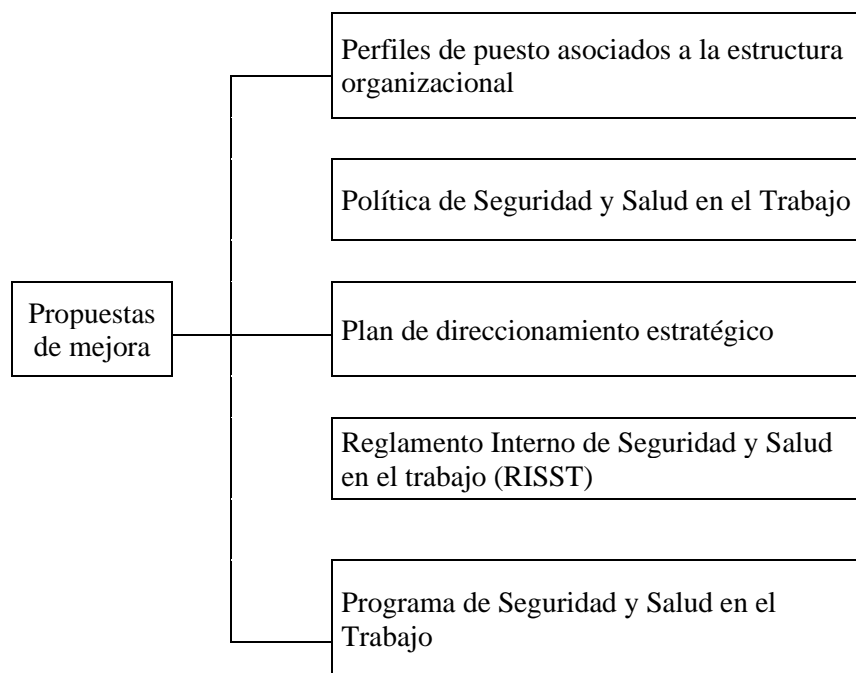 Perfiles de puesto asociados a la estructura
organizacional
Política de Seguridad y Salud en el Trabajo
Propuestas
de mejora
Plan de direccionamiento estratégico
Reglamento Interno de Seguridad y Salud
en el trabajo (RISST)
Programa de Seguridad y Salud en el
Trabajo